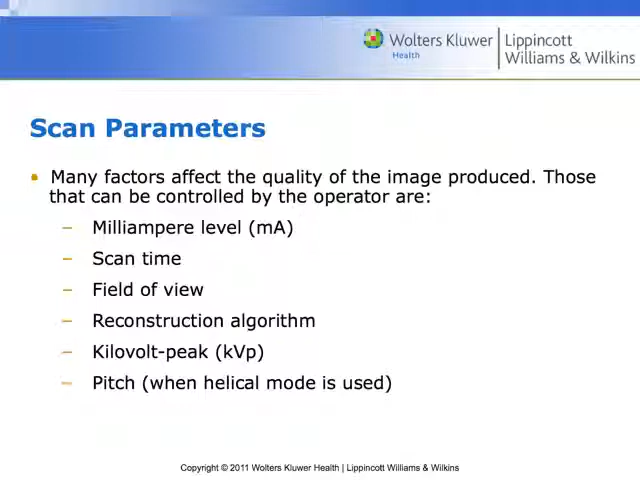 Wolters Kluwer
Health
Lippincott
Williams & Wilkins
Scan Parameters
• Many factors affect the quality of the image produced. Those
that can be controlled by the operator are:
– Milliampere level (mA)
– Scan time
– Field of view
– Reconstruction algorithm
– Kilovolt-peak (kVp)
– Pitch (when helical mode is used)
Copyright © 2011 Wolters Kluwer Health | Lippincott Williams & Wilkins